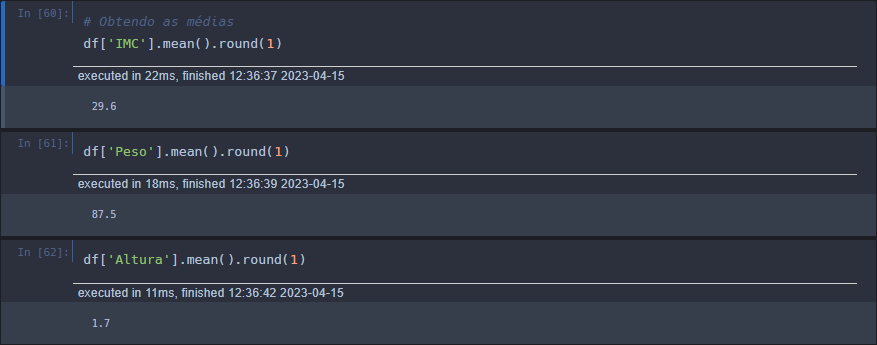 In [60]:
# Obtendo as médias
df['IMC'].mean().round(1)
executed in 22ms, finished 12:36:37 2023-04-15
29.6
In [61]:
df['Peso'].mean().round(1)
executed in 18ms, finished 12:36:39 2023-04-15
87.5
In [62]:
df['Altura'].mean().round(1)
executed in 11ms, finished 12:36:42 2023-04-15
1.7